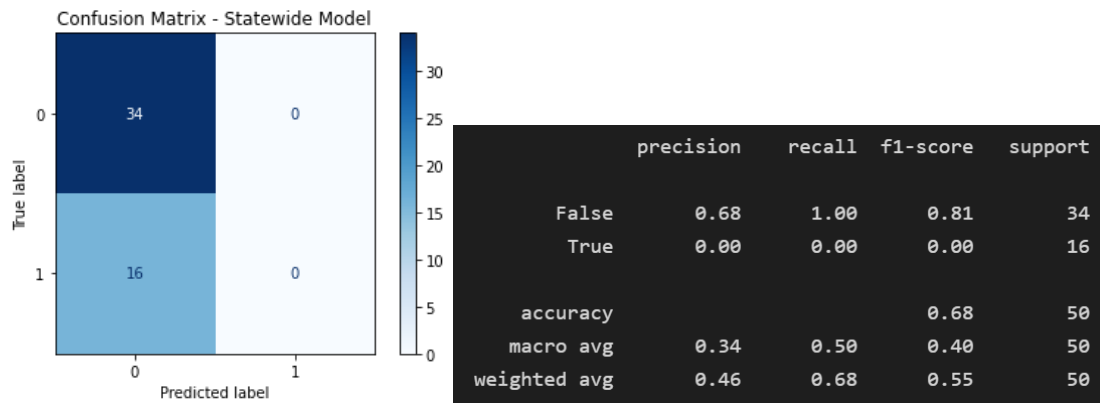 Confusion Matrix - Statewide Model
True label
0
34
0
1
16
0
0
1
Predicted label
30
25
20
15
10
5
0
precision recall f1-score support
False 0.68 1.00 0.81 34
True 0.00 0.00 0.00 16
accuracy 0.68 50
macro avg 0.34 0.50 0.40 50
weighted avg 0.46 0.68 0.55 50